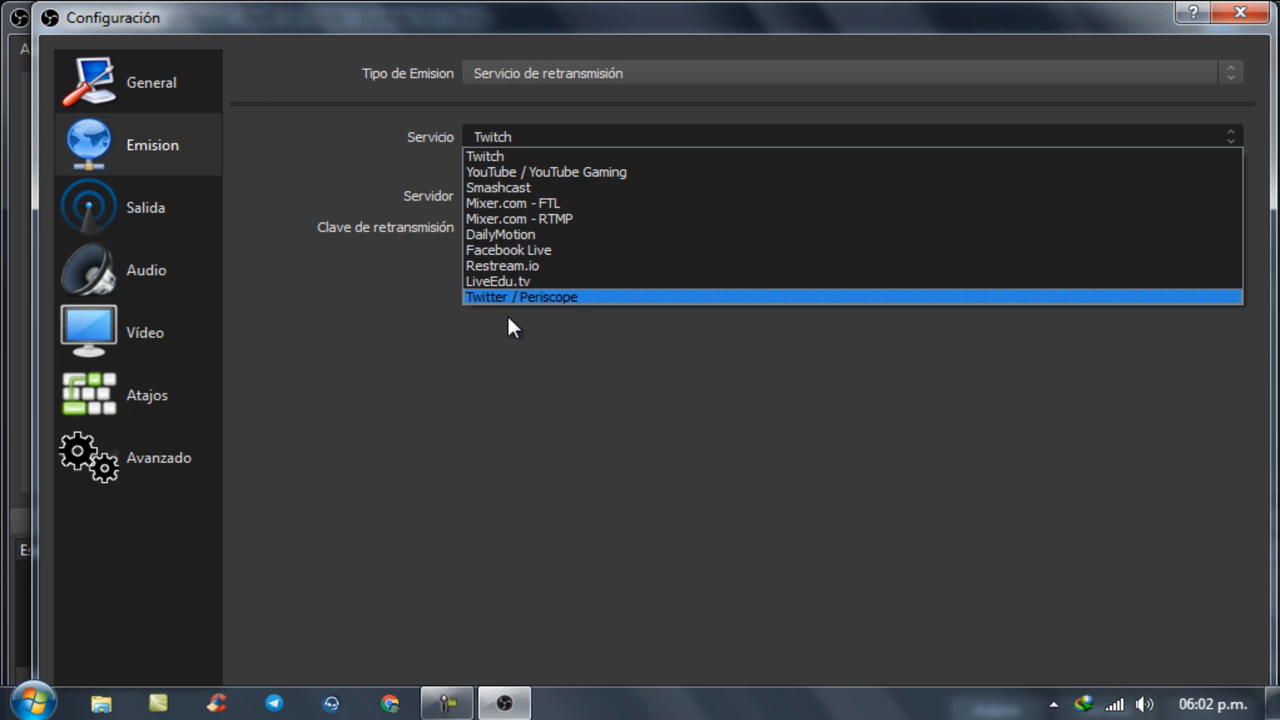 Configuración
?
A
General
Emision
Salida
Audio
Vídeo
Atajos
Avanzado
Tipo de Emision Servicio de retransmisión
Servicio Twitch
Servidor
Clave de retransmisión
Twitch
YouTube / YouTube Gaming
Smashcast
Mixer.com - FTL
Mixer.com - RTMP
DailyMotion
Facebook Live
Restream.io
LiveEdu.tv
Twitter / Periscope
Es
06:02 p.m.